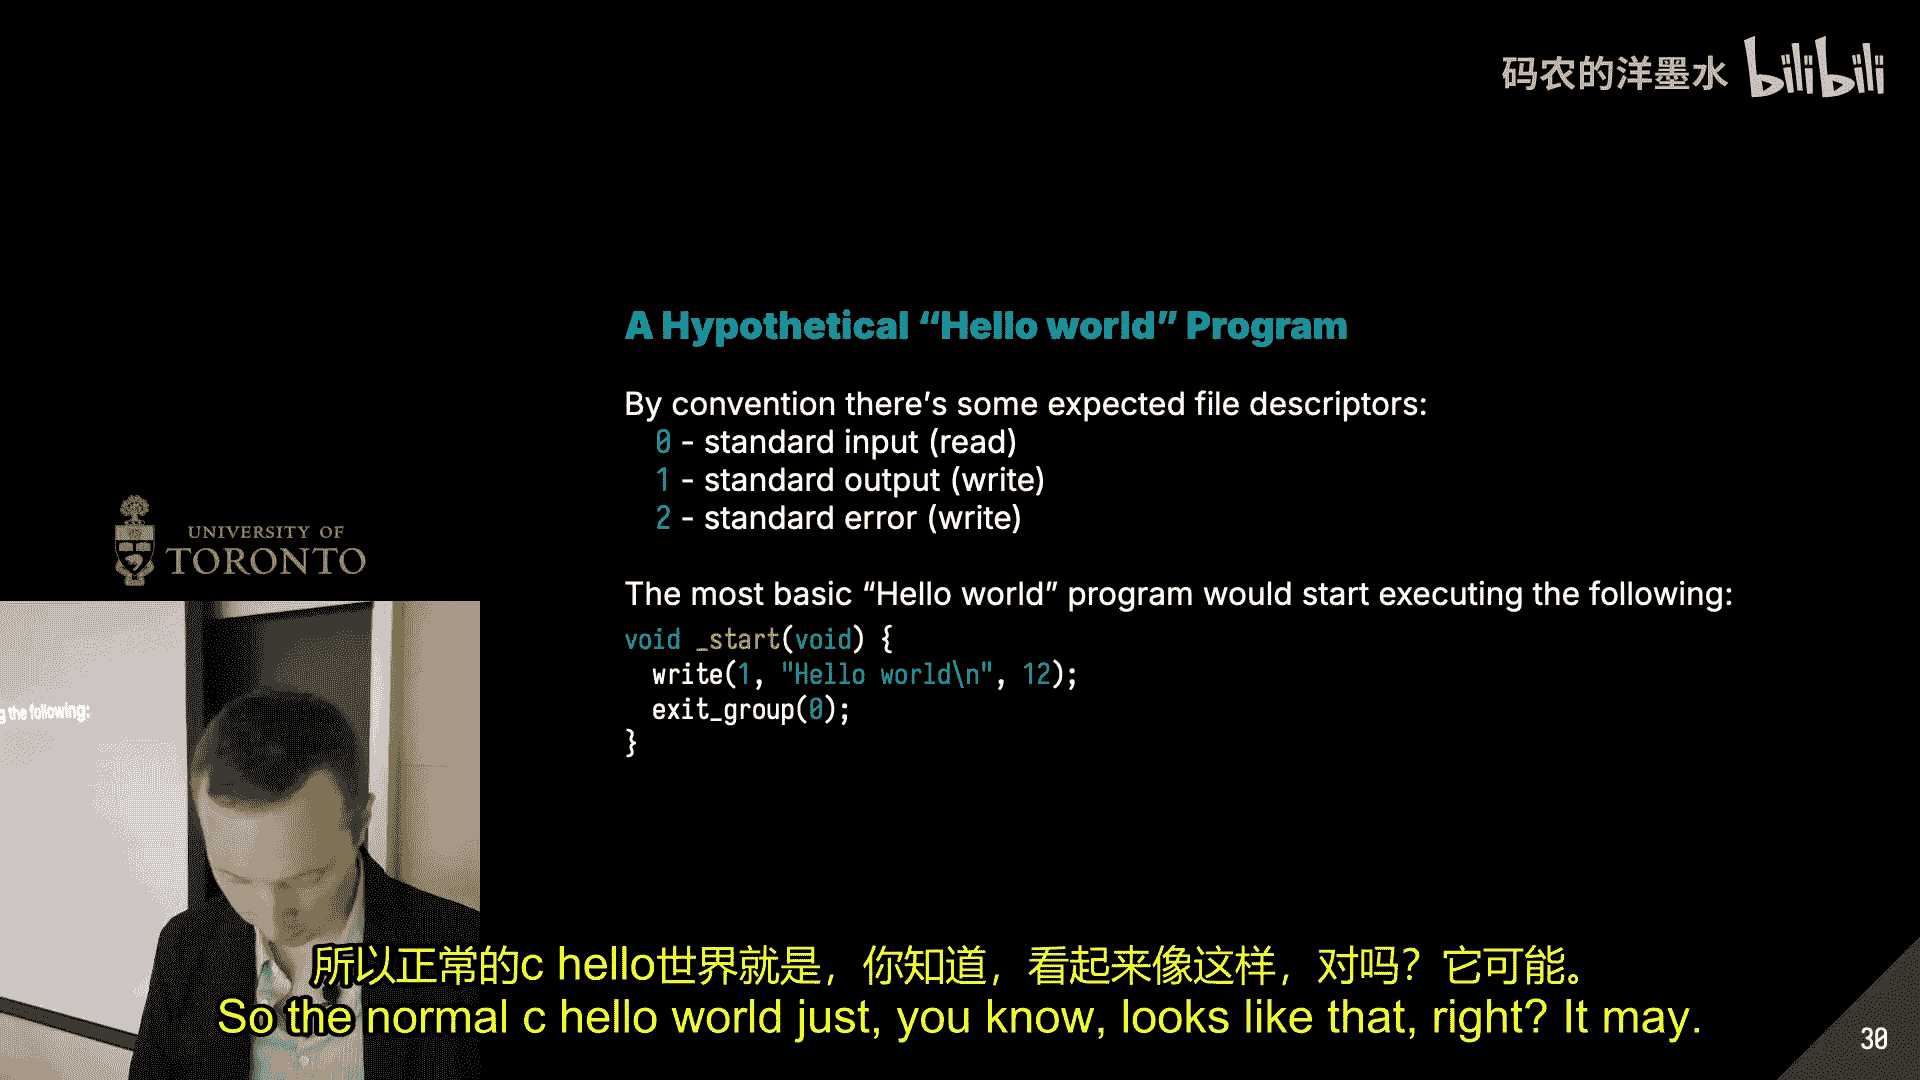 码农的洋墨水 bilibili
A Hypothetical “Hello world” Program
By convention there’s some expected file descriptors:
0 - standard input (read)
1 - standard output (write)
2 - standard error (write)
UNIVERSITY OF
TORONTO
The most basic “Hello world” program would start executing the following:
void _start(void) {
write(1, "Hello world\n", 12);
exit_group(0);
}
g the following:
所以正常的c hello世界就是，你知道，看起来像这样，对吗？它可能。
So the normal c hello world just, you know, looks like that, right? It may.
30